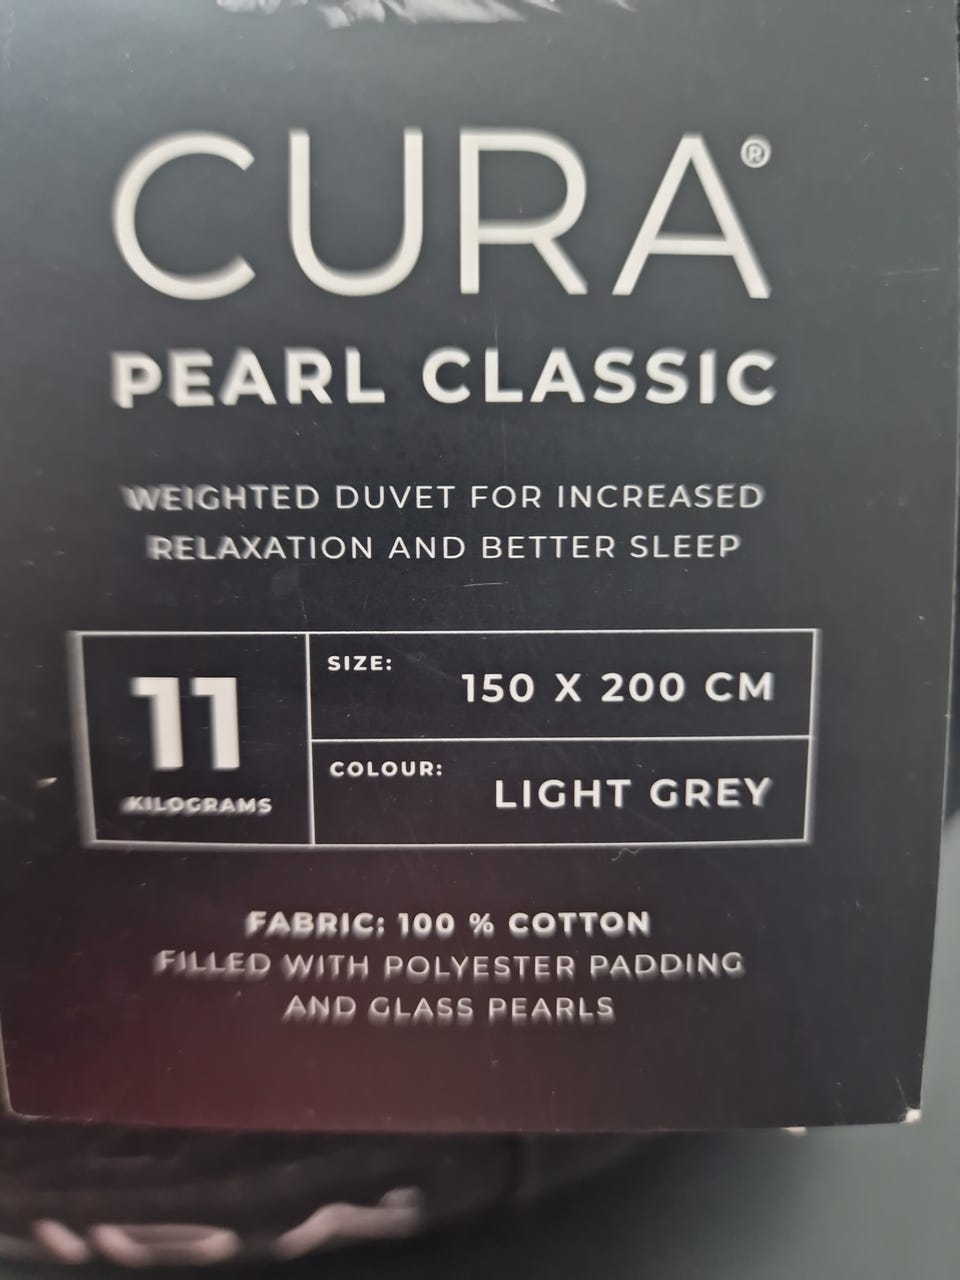 CURA®
PEARL CLASSIC
WEIGHTED DUVET FOR INCREASED
RELAXATION AND BETTER SLEEP
11
KILOGRAMS
SIZE:
150 X 200 CM
COLOUR:
LIGHT GREY
FABRIC: 100 % COTTON
FILLED WITH POLYESTER PADDING
AND GLASS PEARLS